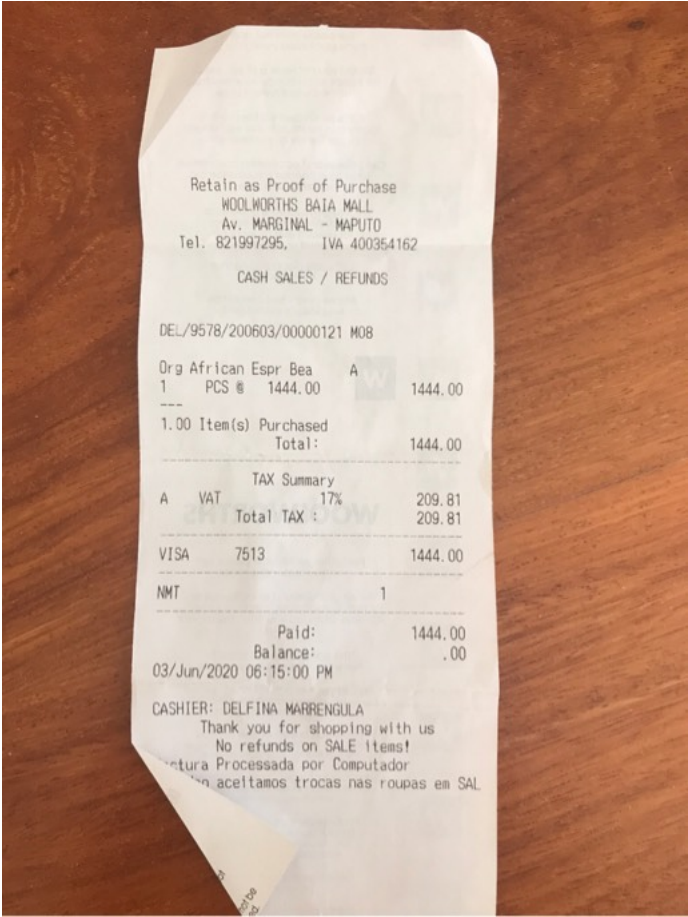 Retain as Proof of Purchase
WOOLWORTHS BAIA MALL
Av. MARGINAL - MAPUTO
Tel. 821997295, IVA 400354162
CASH SALES / REFUNDS
DEL/9578/200603/00000121 M08
Org African Espr Bea A
1 PCS @ 1444.00 1444.00
---
1.00 Item(s) Purchased
Total: 1444.00
TAX Summary
A VAT 17% 209.81
Total TAX : 209.81
VISA 7513 1444.00
NMT 1
Paid: 1444.00
Balance: .00
03/Jun/2020 06:15:00 PM
CASHIER: DELFINA MARRENGULA
Thank you for shopping with us
No refunds on SALE items!
Processada por Computador
aceitamos trocas nas roupas em SAL